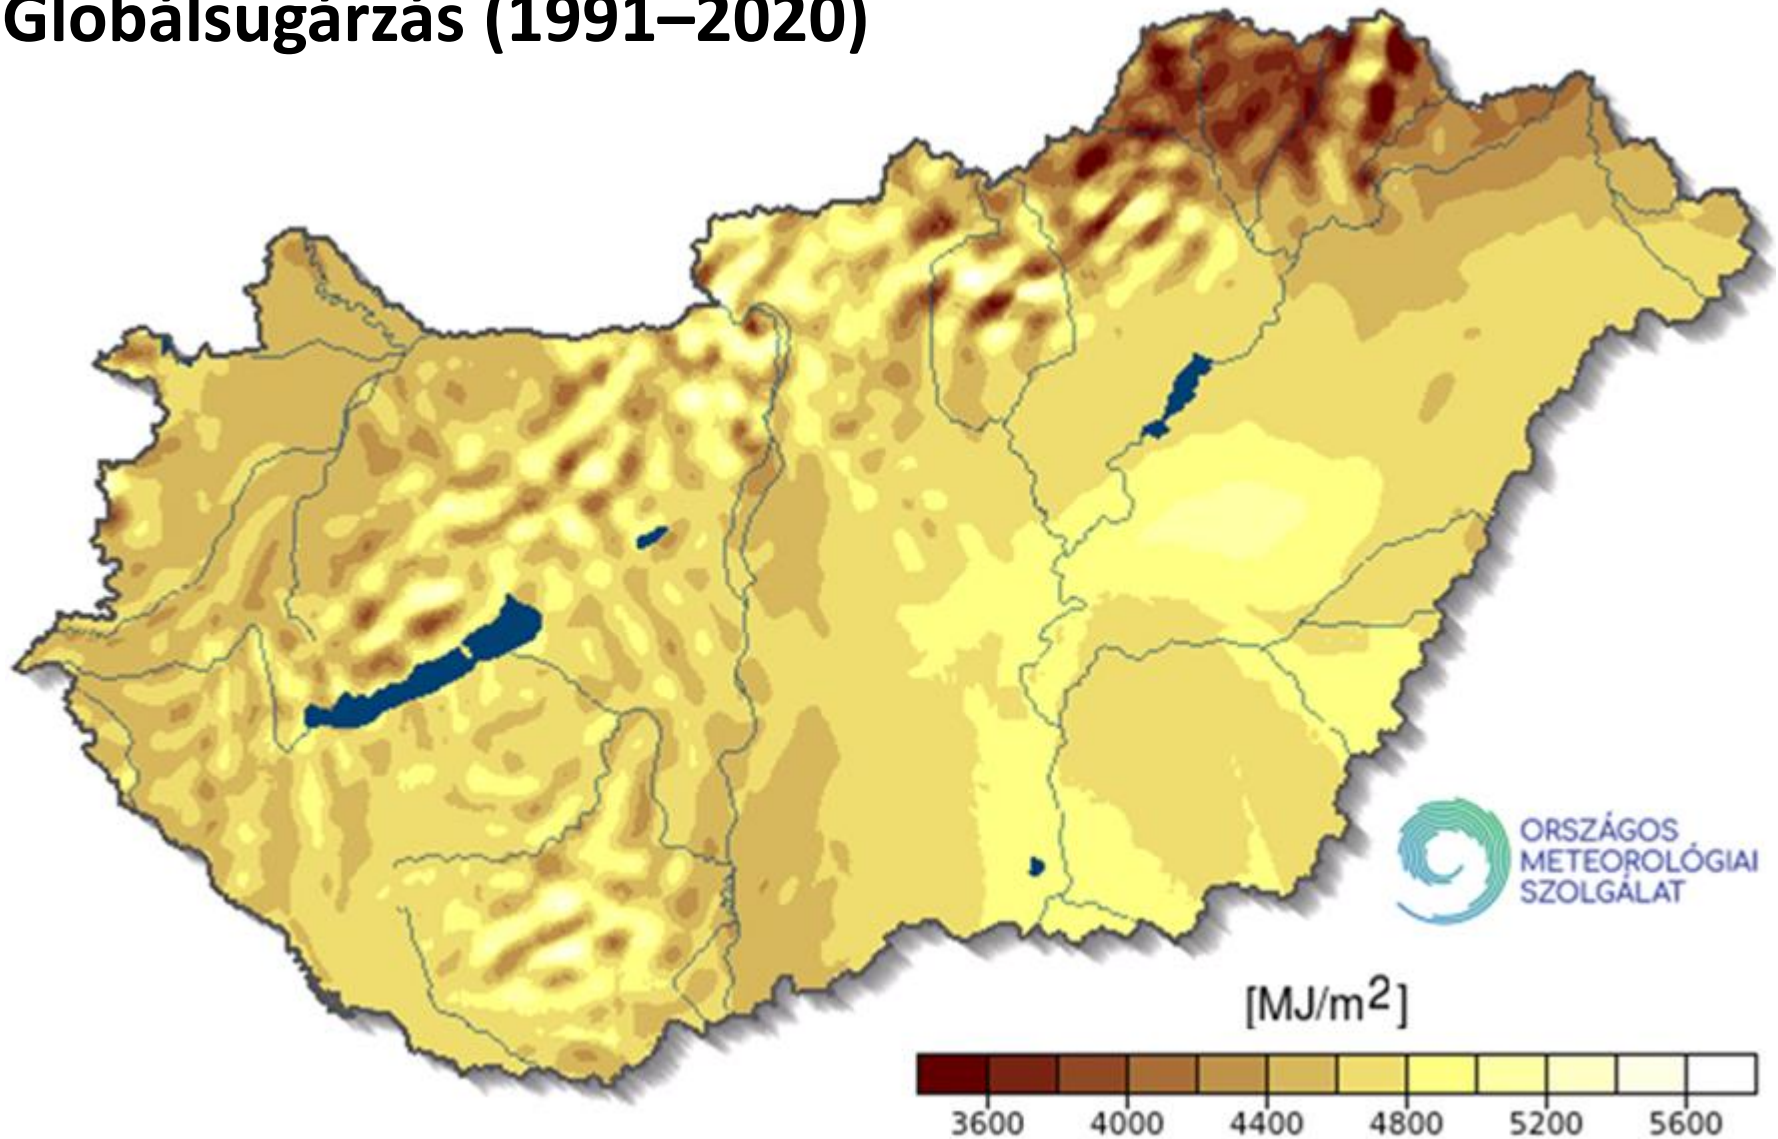 Globálsugárzás (1991–2020)
ORSZÁGOS
METEOROLÓGIAI
SZOLGÁLAT
[MJ/m²]
3600 4000 4400 4800 5200 5600